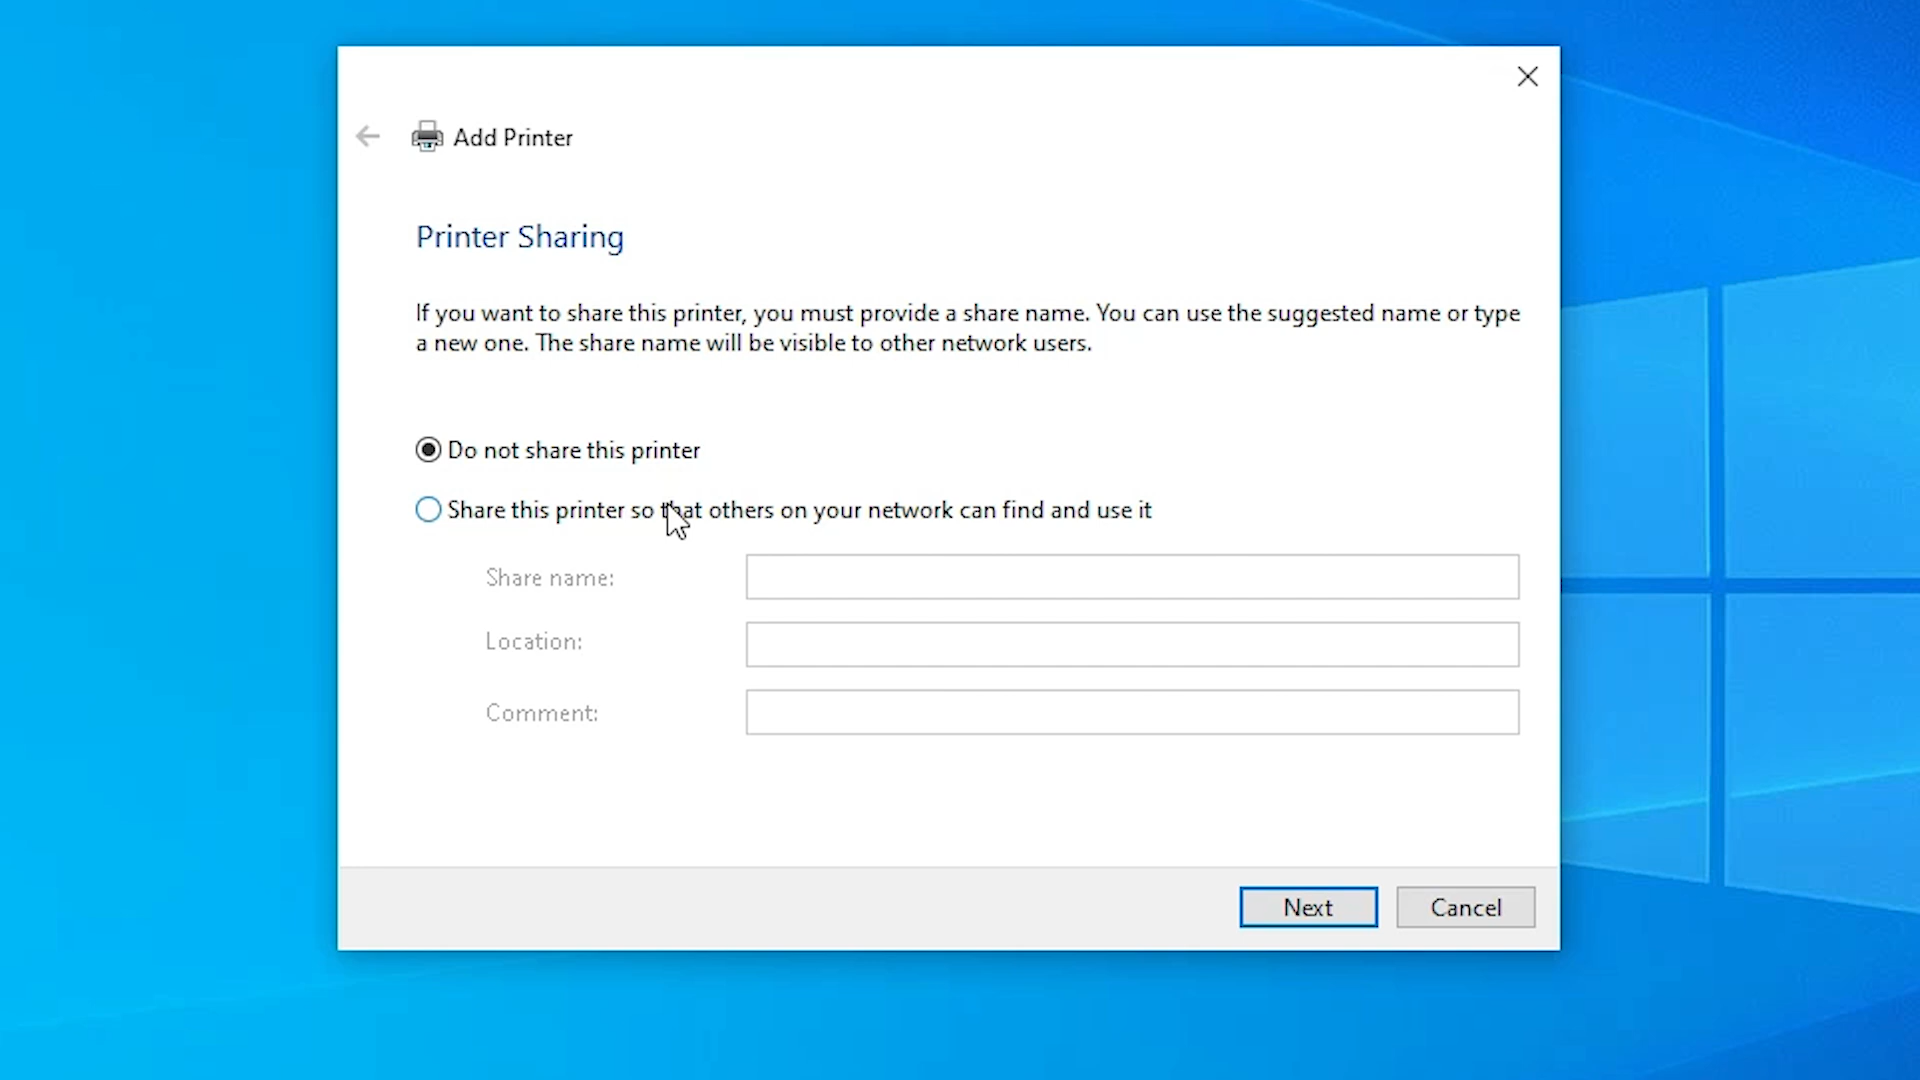 Add Printer
Printer Sharing
If you want to share this printer, you must provide a share name. You can use the suggested name or type
a new one. The share name will be visible to other network users.
Do not share this printer
Share this printer so that others on your network can find and use it
Share name:
Location:
Comment:
Next
Cancel